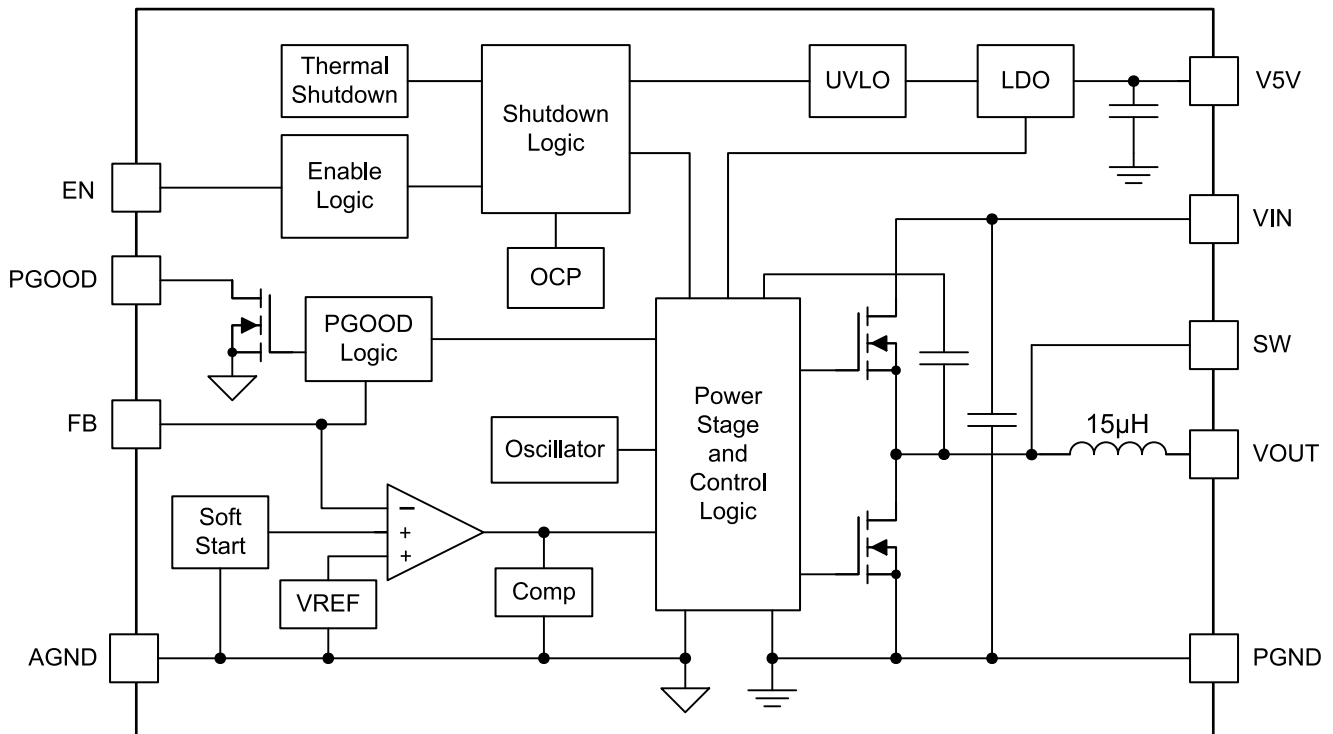 Thermal
Shutdown
Shutdown
Logic
UVLO
LDO
V5V
EN
Enable
Logic
VIN
PGOOD
OCP
PGOOD
Logic
SW
FB
Power
Stage
and
Control
Logic
15µH
VOUT
Oscillator
Soft
Start
−
+
+
VREF
Comp
AGND
PGND